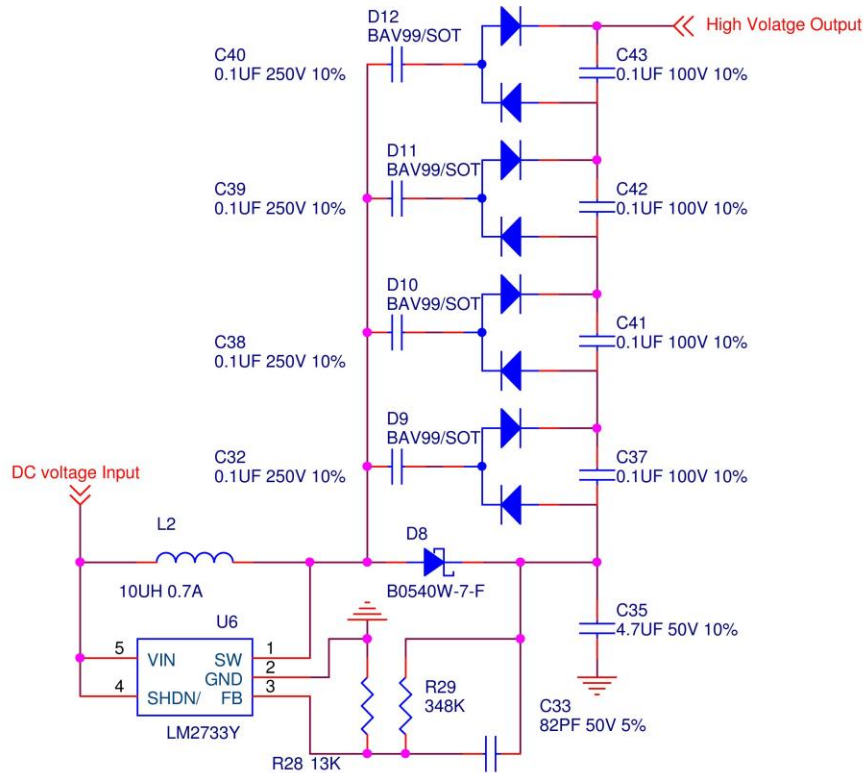 D12
BAV99/SOT
High Volatge Output
C40
0.1UF 250V 10%
C43
0.1UF 100V 10%
D11
BAV99/SOT
C39
0.1UF 250V 10%
C42
0.1UF 100V 10%
D10
BAV99/SOT
C38
0.1UF 250V 10%
C41
0.1UF 100V 10%
D9
BAV99/SOT
C32
0.1UF 250V 10%
C37
0.1UF 100V 10%
DC voltage Input
L2
10UH 0.7A
D8
B0540W-7-F
C35
4.7UF 50V 10%
U6
5 VIN SW 1
GND 2
4 SHDN/ FB 3
LM2733Y
R29
348K
C33
82PF 50V 5%
R28 13K